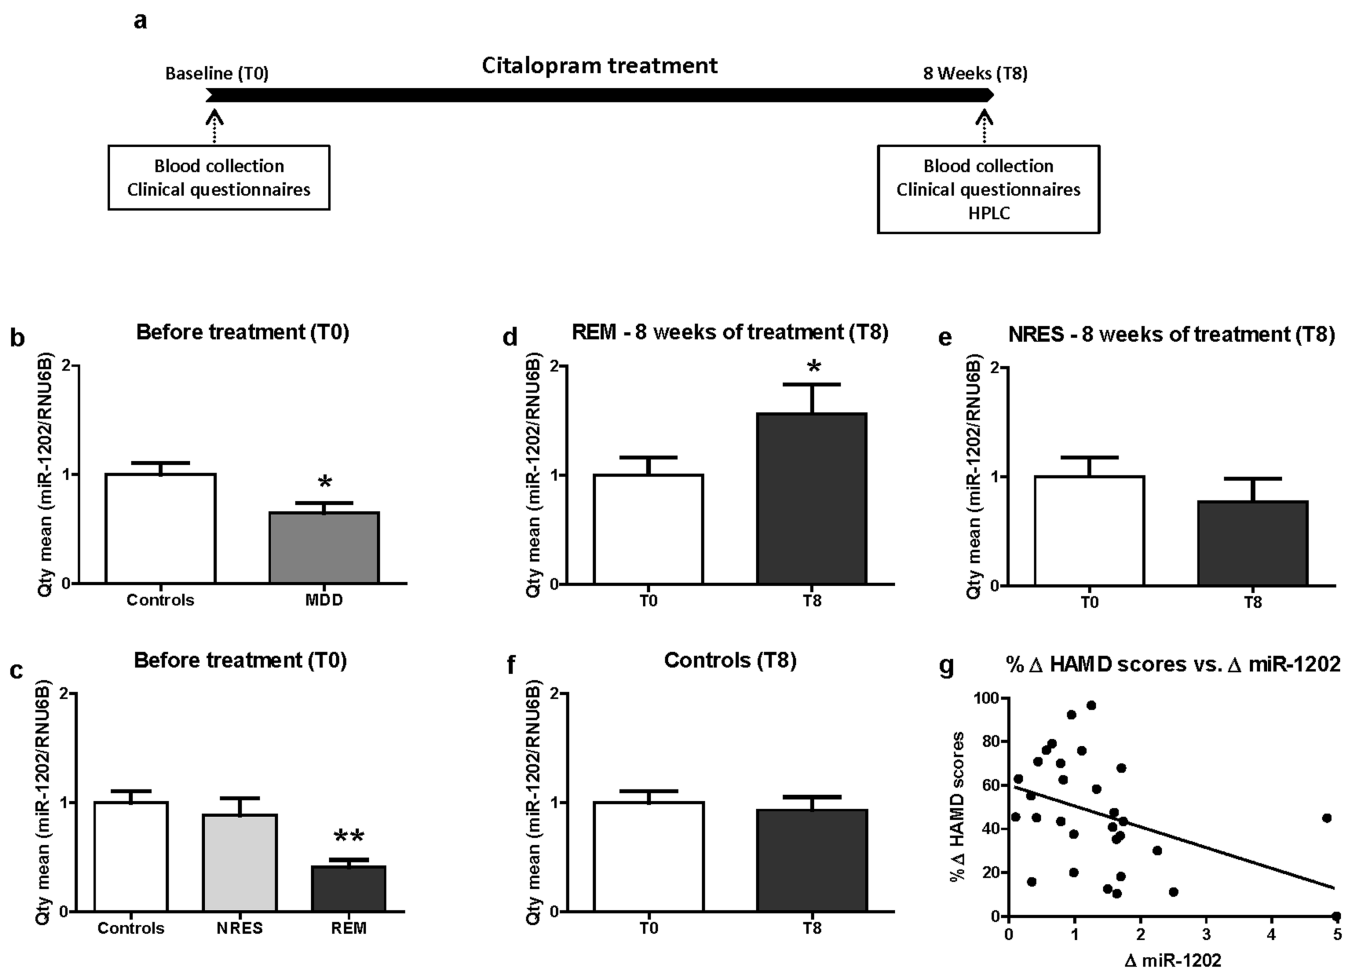 a
Baseline (T0)
Citalopram treatment
8 Weeks (T8)
Blood collection
Clinical questionnaires
Blood collection
Clinical questionnaires
HPLC
b
Before treatment (T0)
Qty mean (miR-1202/RNU6B)
2
1
0
*
Controls
MDD
d
REM - 8 weeks of treatment (T8)
Qty mean (miR-1202/RNU6B)
2
1
0
*
T0
T8
e
NRES - 8 weeks of treatment (T8)
Qty mean (miR-1202/RNU6B)
2
1
0
T0
T8
c
Before treatment (T0)
Qty mean (miR-1202/RNU6B)
2
1
0
**
Controls
NRES
REM
f
Controls (T8)
Qty mean (miR-1202/RNU6B)
2
1
0
T0
T8
g
% Δ HAMD scores vs. Δ miR-1202
% Δ HAMD scores
100
80
60
40
20
0
0 1 2 3 4 5
Δ miR-1202